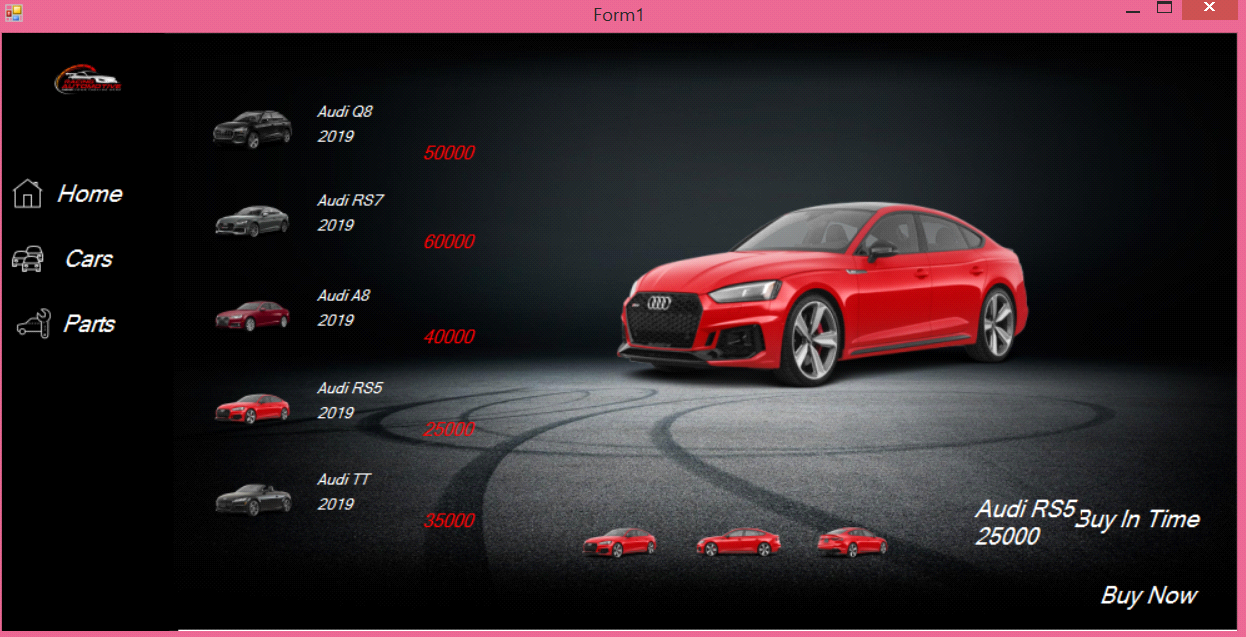 Form1
AUTOMOTIVE
Home
Cars
Parts
Audi Q8
2019
50000
Audi RS7
2019
60000
Audi A8
2019
40000
Audi RS5
2019
25000
Audi TT
2019
35000
Audi RS5
25000
Buy In Time
Buy Now